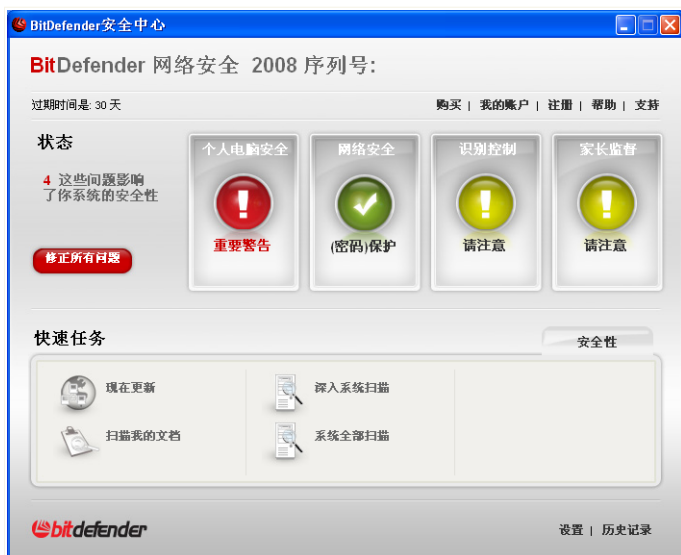 BitDefender安全中心
BitDefender 网络安全 2008 序列号:
过期时间是: 30 天
购买 | 我的账户 | 注册 | 帮助 | 支持
状态
4 这些问题影响
了你系统的安全性
修正所有问题
个人电脑安全
重要警告
网络安全
(密码)保护
识别控制
请注意
家长监督
请注意
快速任务
安全性
现在更新
深入系统扫描
扫描我的文档
系统全部扫描
bitdefender
设置 | 历史记录